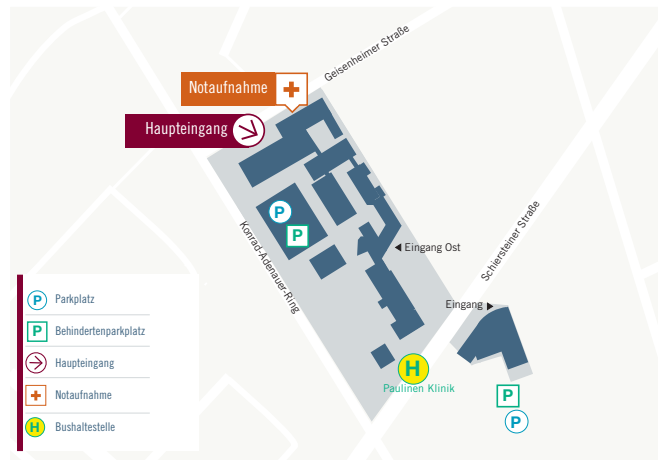 Geisenheimer Straße
Notaufnahme
Haupteingang
P
P
Konrad-Adenauer-Ring
Eingang Ost
Schiersteiner Straße
Eingang
H
Paulinen Klinik
P
P
P Parkplatz
P Behindertenparkplatz
Haupteingang
Notaufnahme
H Bushaltestelle